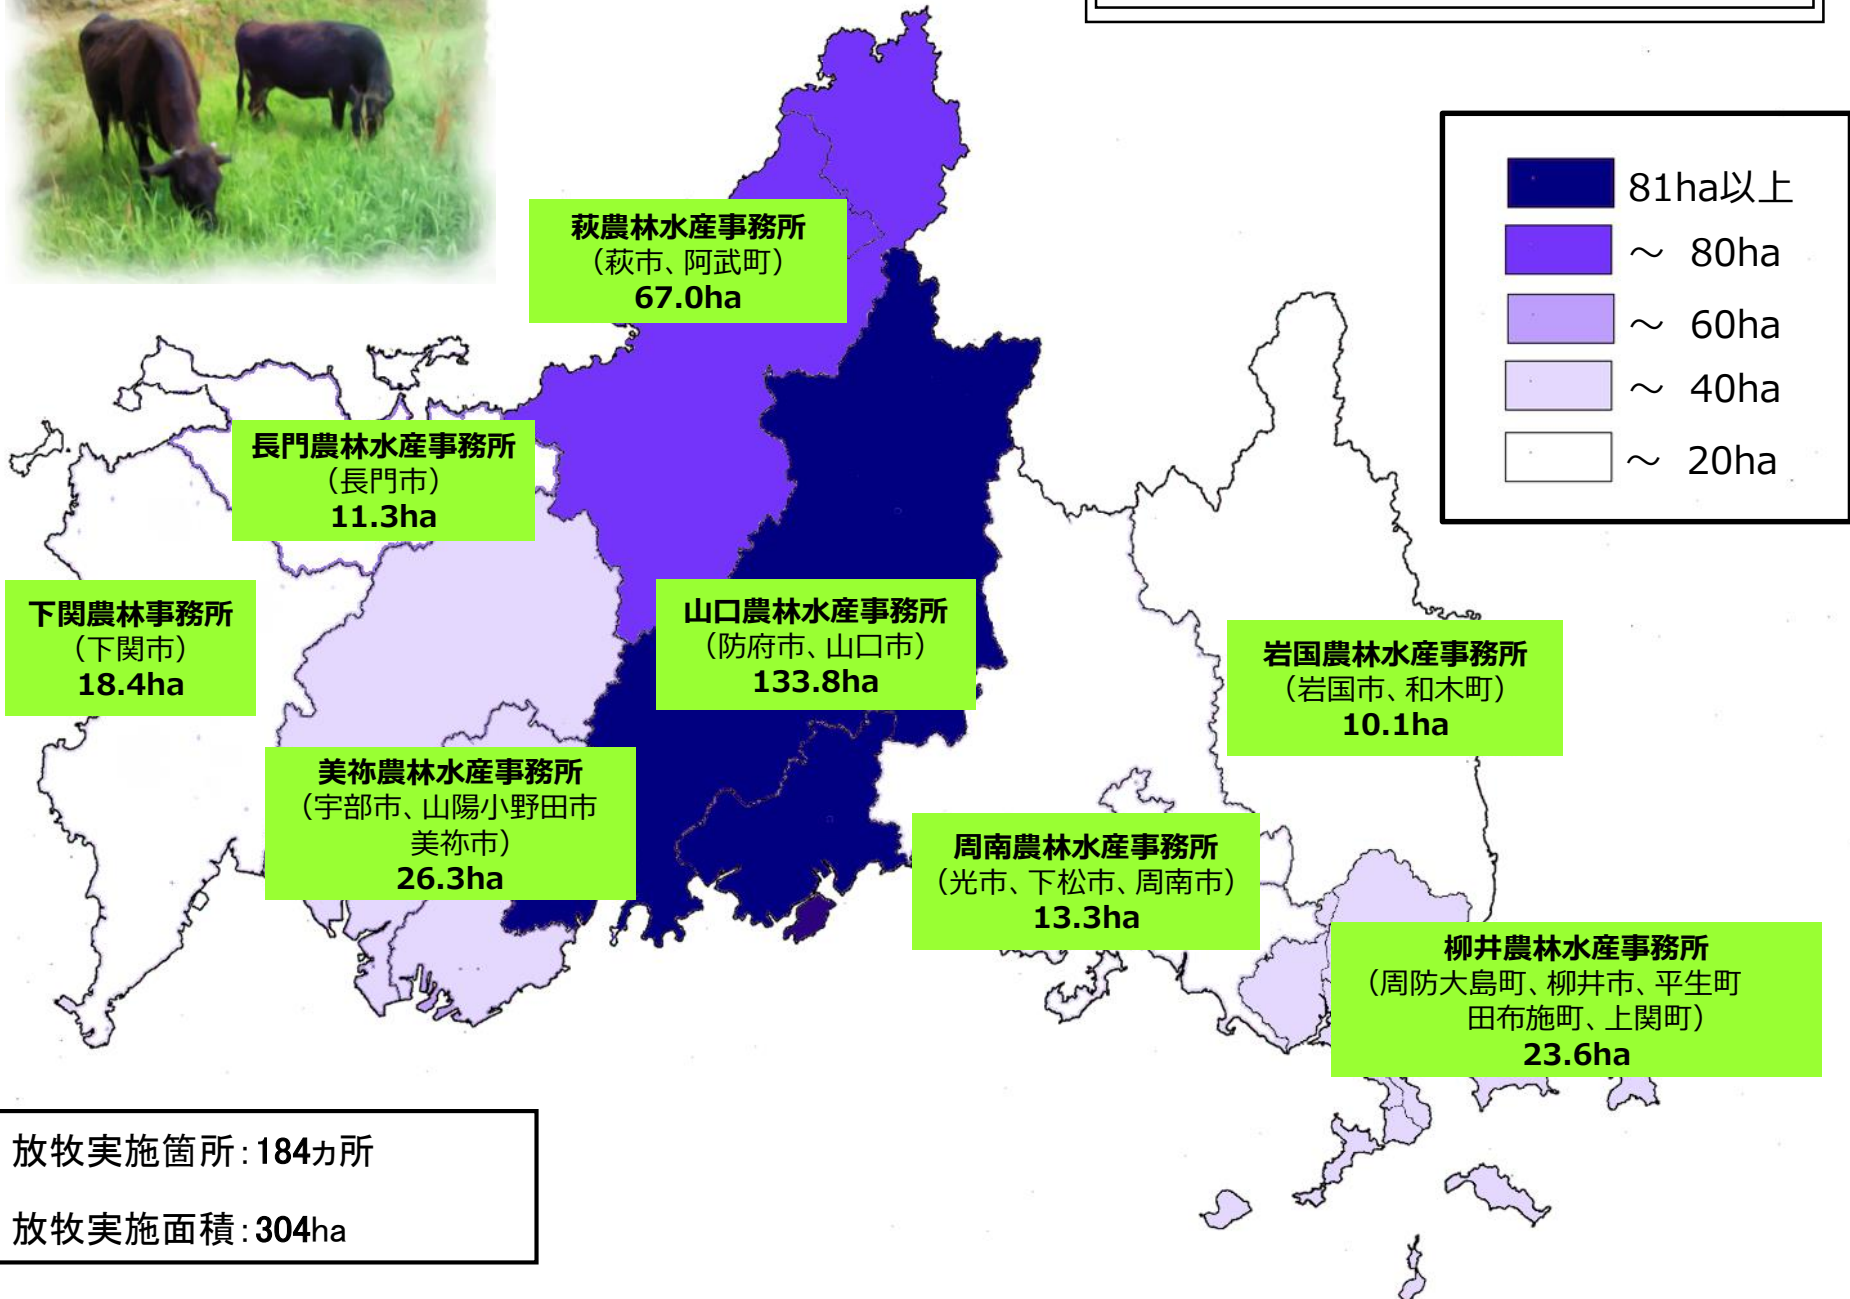 萩農林水産事務所
（萩市、阿武町）
67.0ha
81ha以上
～ 80ha
～ 60ha
～ 40ha
～ 20ha
長門農林水産事務所
（長門市）
11.3ha
下関農林事務所
（下関市）
18.4ha
山口農林水産事務所
（防府市、山口市）
133.8ha
岩国農林水産事務所
（岩国市、和木町）
10.1ha
美祢農林水産事務所
（宇部市、山陽小野田市
美祢市）
26.3ha
周南農林水産事務所
（光市、下松市、周南市）
13.3ha
柳井農林水産事務所
（周防大島町、柳井市、平生町
田布施町、上関町）
23.6ha
放牧実施箇所：184カ所
放牧実施面積：304ha